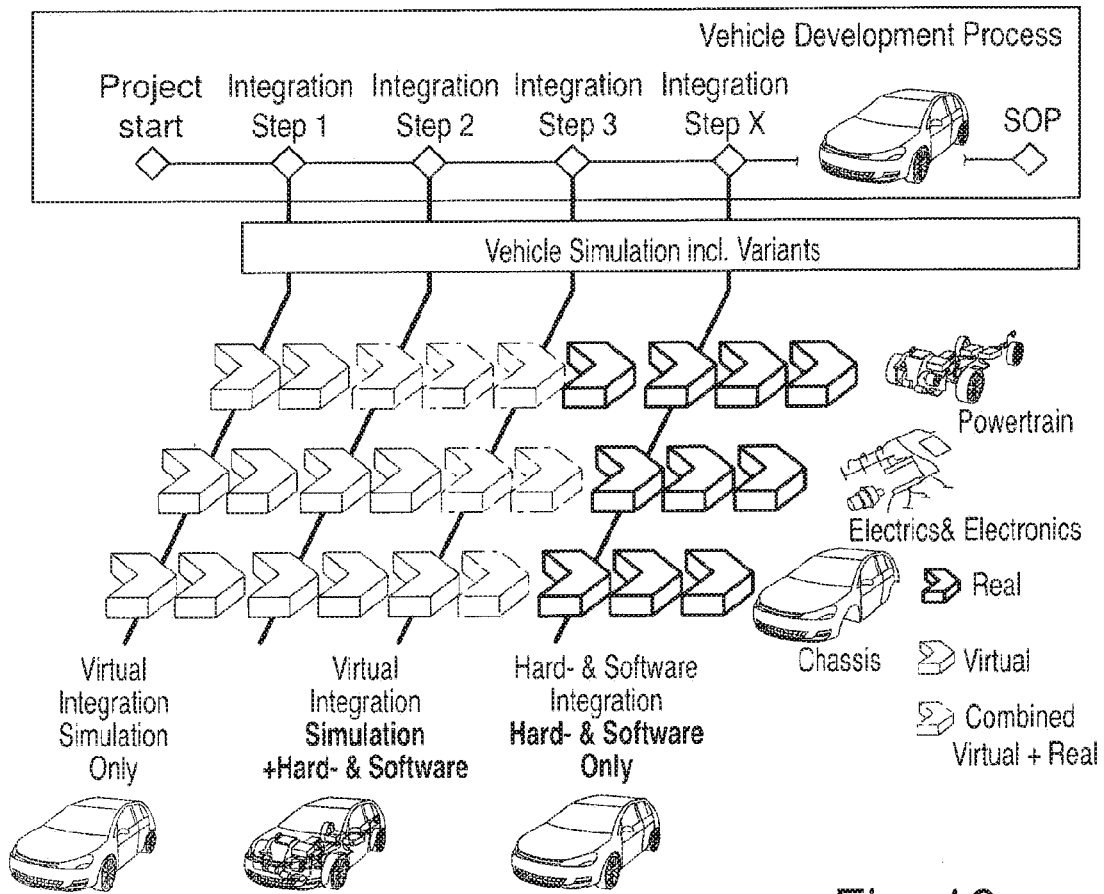 Vehicle Development Process
Project start
Integration Step 1
Integration Step 2
Integration Step 3
Integration Step X
SOP
Vehicle Simulation incl. Variants
Powertrain
Electrics& Electronics
Chassis
Real
Virtual
Combined
Virtual + Real
Virtual
Integration
Simulation
Only
Virtual
Integration
Simulation
+Hard- & Software
Hard- & Software
Integration
Hard- & Software
Only